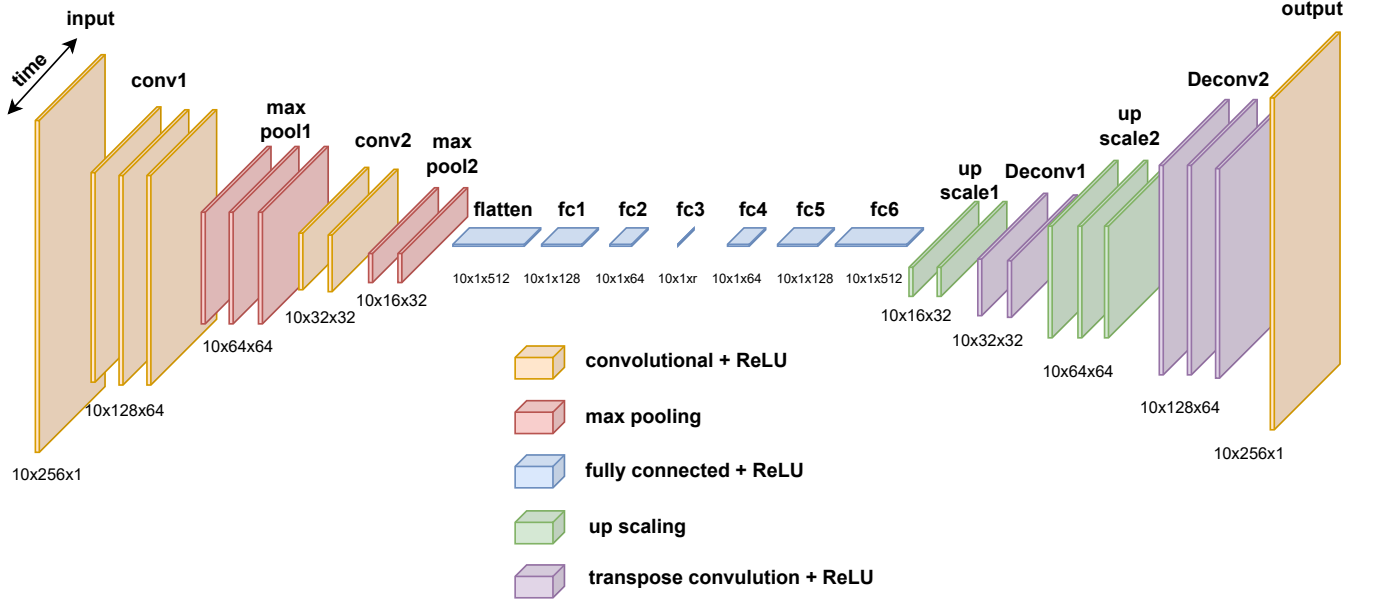 input
output
time
conv1
max
pool1
conv2
max
pool2
flatten
fc1
fc2
fc3
fc4
fc5
fc6
up
scale1
Deconv1
up
scale2
Deconv2
10x256x1
10x128x64
10x64x64
10x32x32
10x16x32
10x1x512
10x1x128
10x1x64
10x1xr
10x1x64
10x1x128
10x1x512
10x16x32
10x32x32
10x64x64
10x128x64
10x256x1
convolutional + ReLU
max pooling
fully connected + ReLU
up scaling
transpose convulution + ReLU